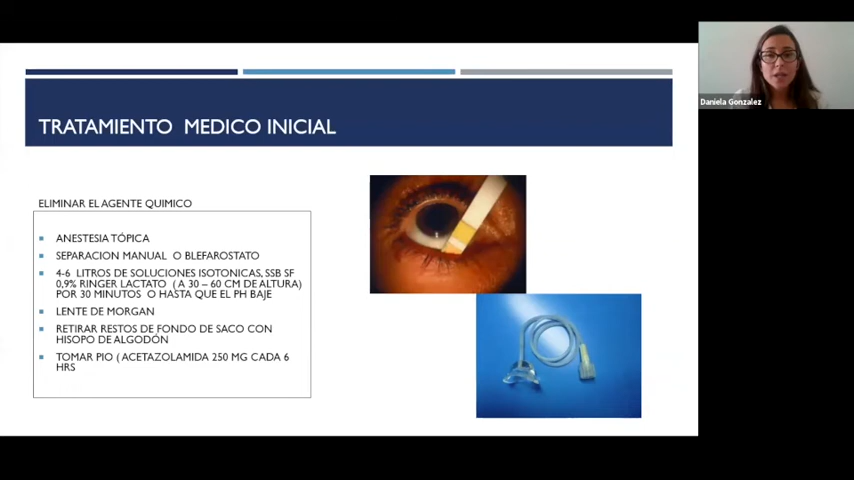 TRATAMIENTO  MEDICO INICIAL
Daniela Gonzalez
ELIMINAR EL AGENTE QUIMICO
ANESTESIA TÓPICA
SEPARACION MANUAL  O BLEFAROSTATO
4-6  LITROS DE SOLUCIONES ISOTONICAS, SSB SF
0,9% RINGER LACTATO  ( A 30 – 60 CM DE ALTURA)
POR 30 MINUTOS  O HASTA QUE EL PH BAJE
LENTE DE MORGAN
RETIRAR RESTOS DE FONDO DE SACO CON
HISOPO DE ALGODÓN
TOMAR PIO ( ACETAZOLAMIDA 250 MG CADA 6
HRS